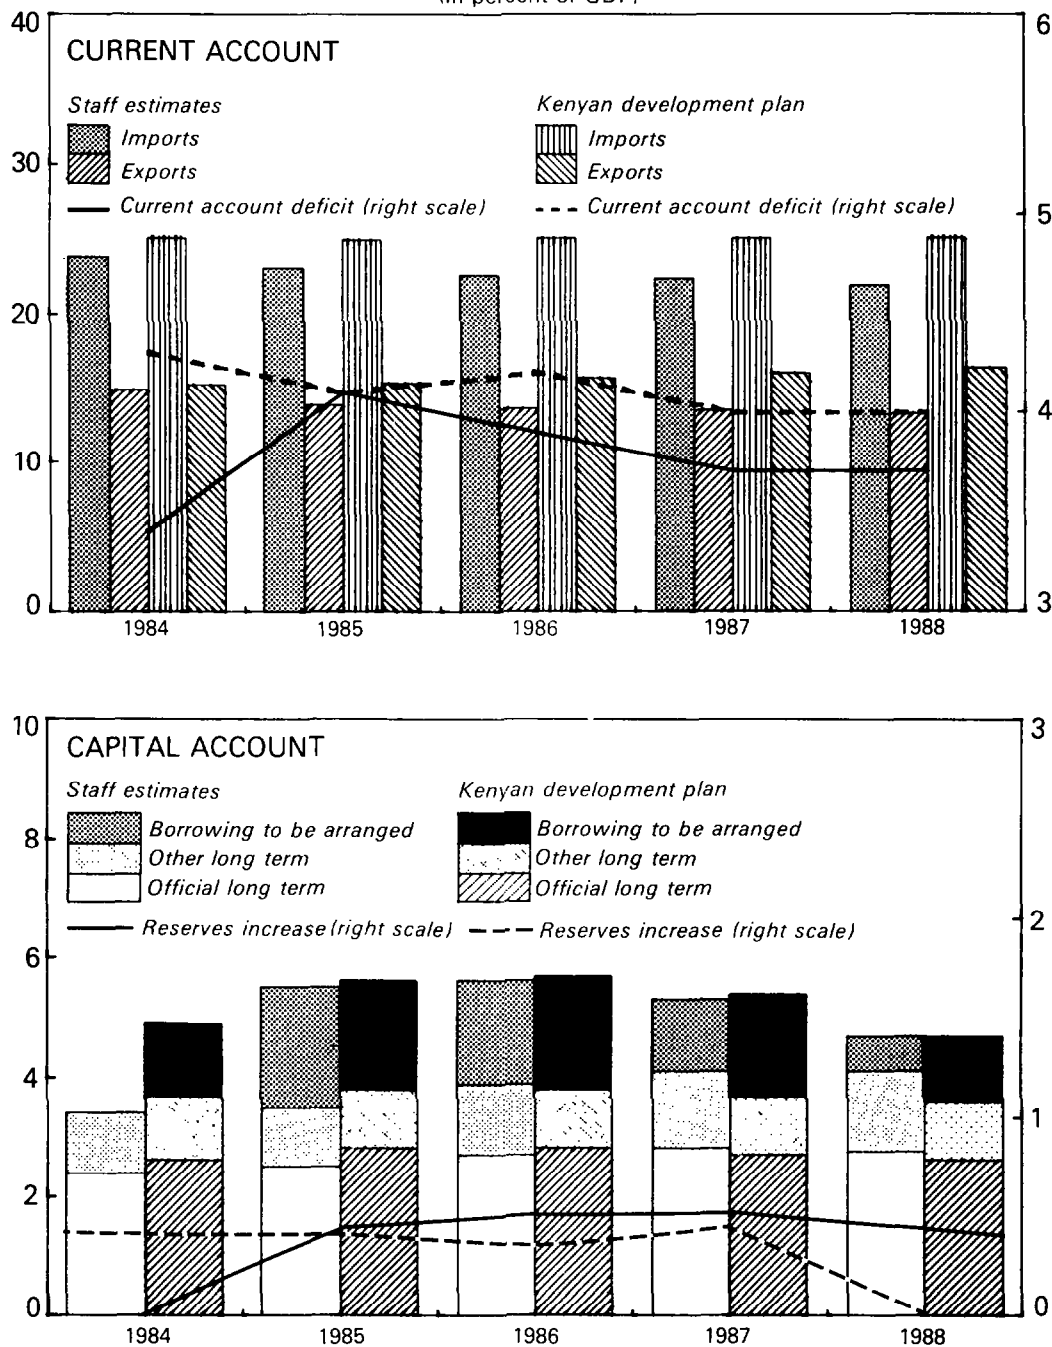 (In percent of GDP)
40 6
CURRENT ACCOUNT
Staff estimates Kenyan development plan
Imports Imports
30
Exports Exports
Current account deficit (right scale) Current account deficit (right scale)
5
20
4
10
0 3
1984 1985 1986 1987 1988
10 3
CAPITAL ACCOUNT
Staff estimates Kenyan development plan
Borrowing to be arranged Borrowing to be arranged
8
Other long term Other long term
Official long term Official long term
2
Reserves increase (right scale) Reserves increase (right scale)
6
4
1
2
0 0
1984 1985 1986 1987 1988